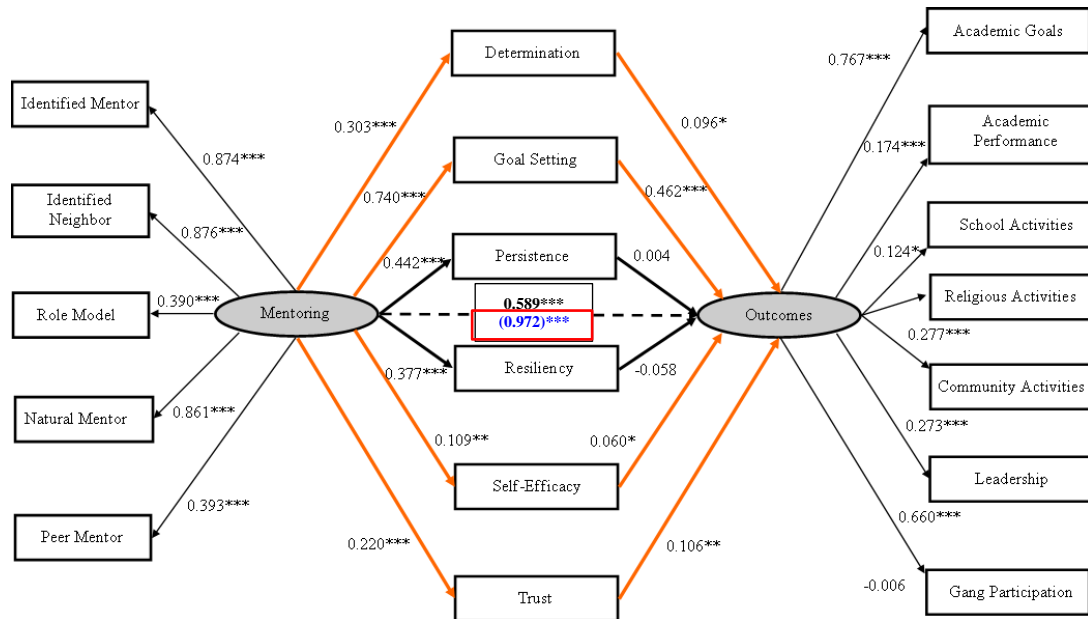 Determination
Academic Goals
0.767***
Identified Mentor
0.303***
0.096*
0.874***
Goal Setting
0.174***
Academic
Performance
0.740***
0.462***
Identified
Neighbor
0.876***
School Activities
0.124*
0.442***
Persistence
0.004
Role Model
0.390***
Mentoring
0.589***
(0.972)***
Outcomes
Religious Activities
0.277***
0.377***
Resiliency
-0.058
Community Activities
Natural Mentor
0.861***
0.109**
0.060*
0.273***
Self-Efficacy
Leadership
0.393***
0.660***
Peer Mentor
0.220***
0.106**
-0.006
Gang Participation
Trust